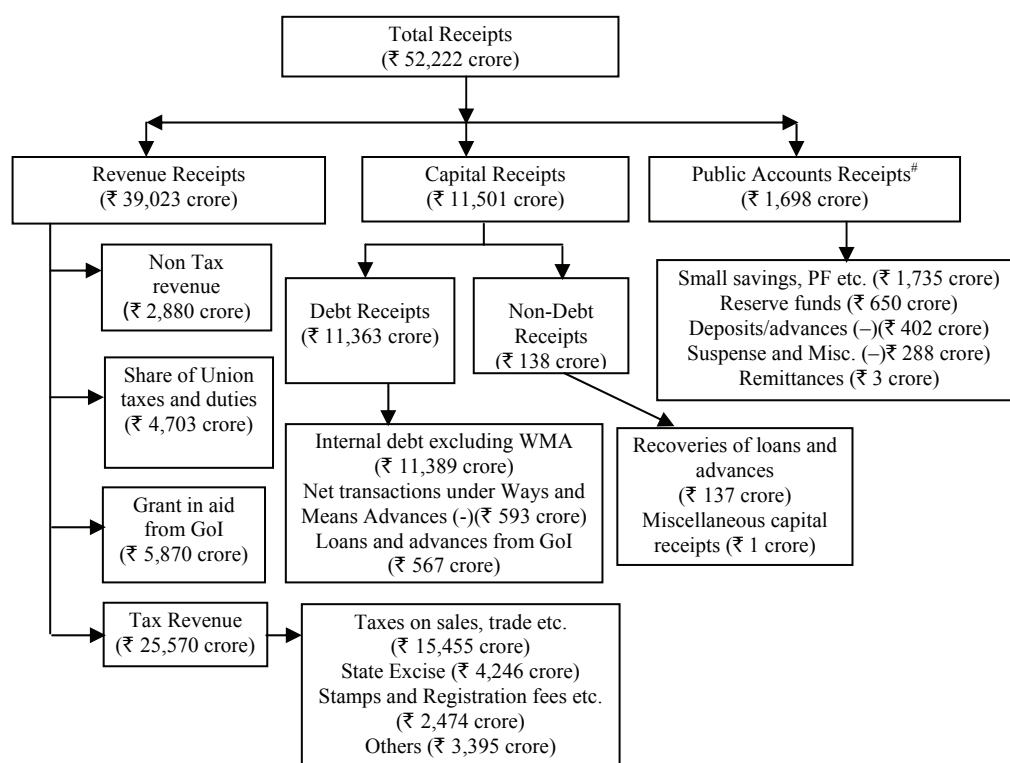 Total Receipts
(₹ 52,222 crore)
Revenue Receipts
(₹ 39,023 crore)
Capital Receipts
(₹ 11,501 crore)
Public Accounts Receipts#
(₹ 1,698 crore)
Non Tax
revenue
(₹ 2,880 crore)
Share of Union
taxes and duties
(₹ 4,703 crore)
Grant in aid
from GoI
(₹ 5,870 crore)
Tax Revenue
(₹ 25,570 crore)
Debt Receipts
(₹ 11,363 crore)
Non-Debt
Receipts
(₹ 138 crore)
Small savings, PF etc. (₹ 1,735 crore)
Reserve funds (₹ 650 crore)
Deposits/advances (–)(₹ 402 crore)
Suspense and Misc. (–)₹ 288 crore)
Remittances (₹ 3 crore)
Internal debt excluding WMA
(₹ 11,389 crore)
Net transactions under Ways and
Means Advances (-)(₹ 593 crore)
Loans and advances from GoI
(₹ 567 crore)
Recoveries of loans and
advances
(₹ 137 crore)
Miscellaneous capital
receipts (₹ 1 crore)
Taxes on sales, trade etc.
(₹ 15,455 crore)
State Excise (₹ 4,246 crore)
Stamps and Registration fees etc.
(₹ 2,474 crore)
Others (₹ 3,395 crore)